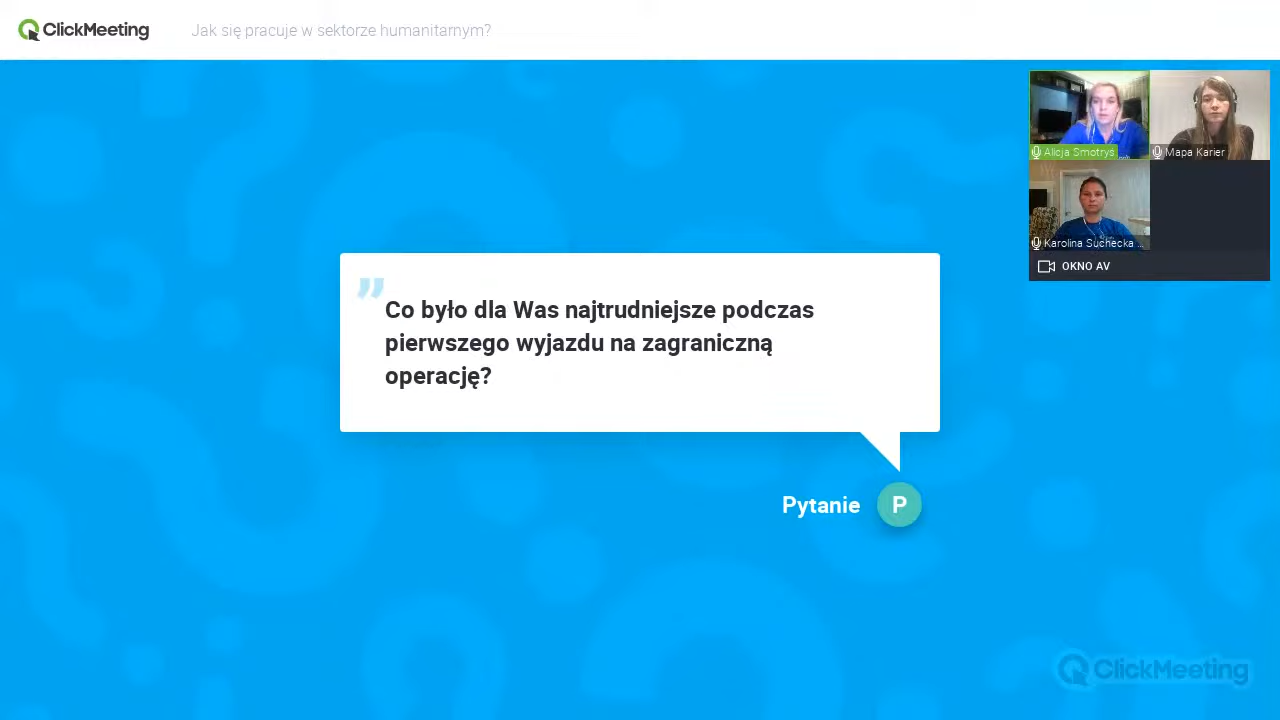 ClickMeeting
Jak się pracuje w sektorze humanitarnym?
Alicja Smotryś
Mapa Karier
Karolina Suchecka ...
OKNO AV
” Co było dla Was najtrudniejsze podczas
pierwszego wyjazdu na zagraniczną
operację?
Pytanie P
ClickMeeting